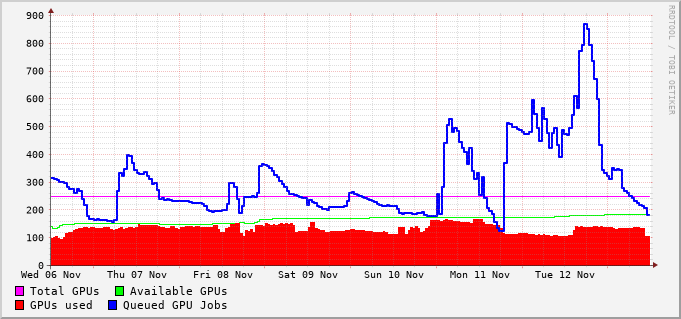 900
800
700
600
500
400
300
200
100
0
Wed 06 Nov Thu 07 Nov Fri 08 Nov Sat 09 Nov Sun 10 Nov Mon 11 Nov Tue 12 Nov
Total GPUs Available GPUs
GPUs used Queued GPU Jobs
RRDTOOL / TOBI OETIKER